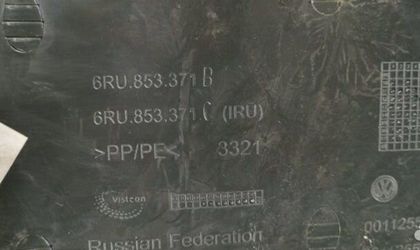 6RU.853.371 B
6RU.853.371 C (IRU)
>PP/PE< 3321
Visteon
Russian Federation